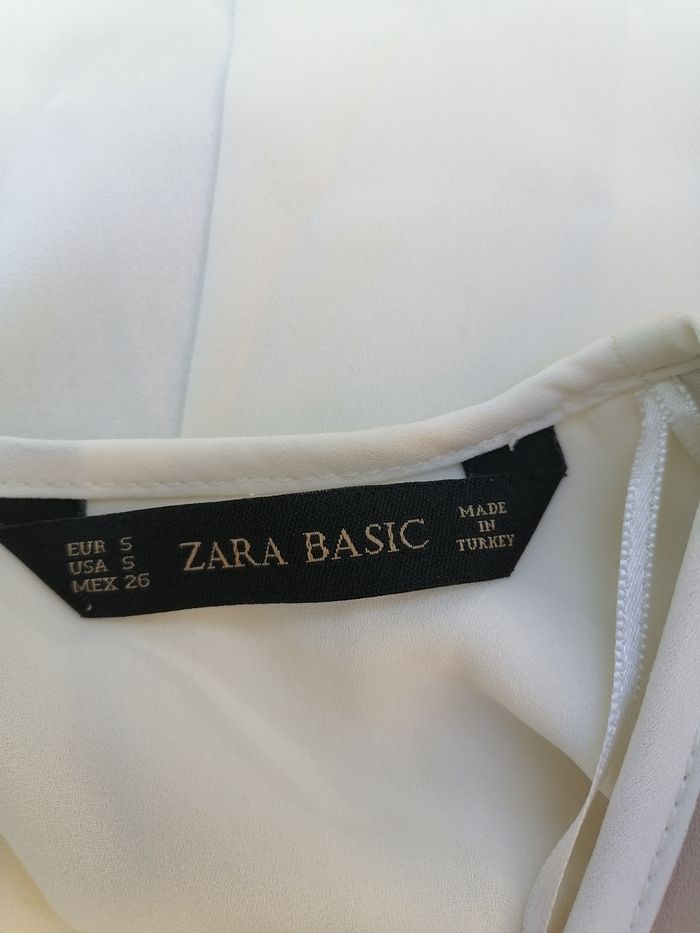 EUR S
USA S
MEX 26
ZARA BASIC
MADE
IN
TURKEY